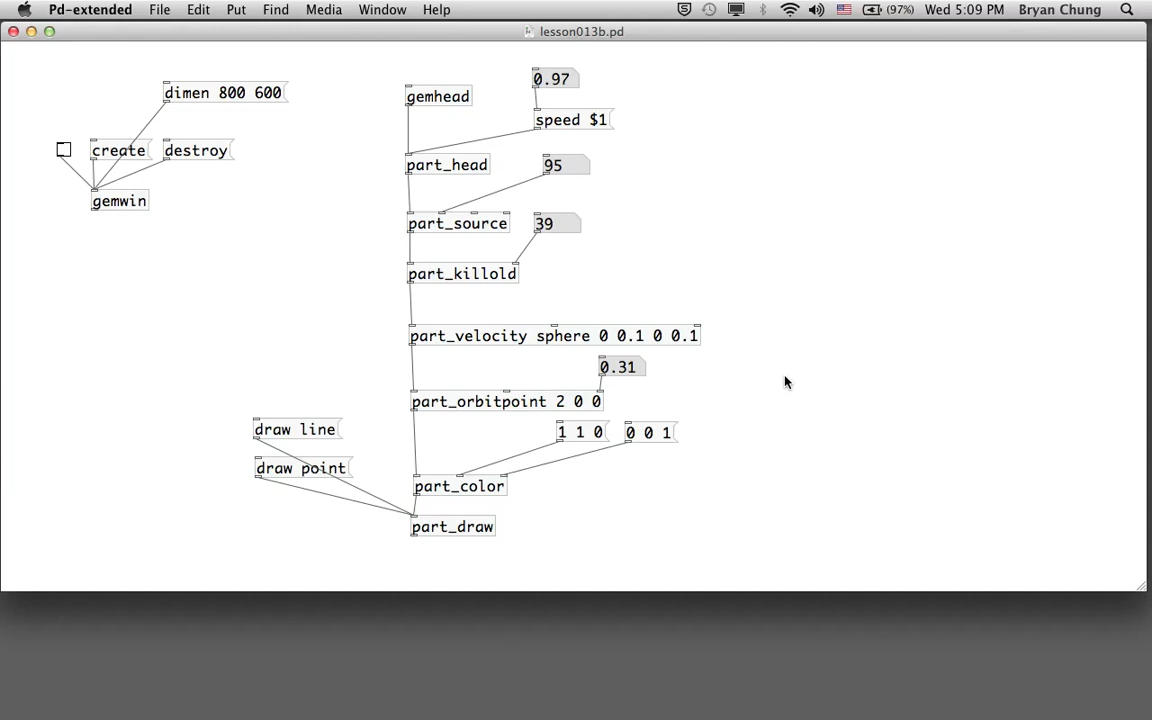 Pd-extended File Edit Put Find Media Window Help (97%) Wed 5:09 PM Bryan Chung
lesson013b.pd
dimen 800 600
create
destroy
gemwin
gemhead
0.97
speed $1
part_head
95
part_source
39
part_killold
part_velocity sphere 0 0.1 0 0.1
0.31
part_orbitpoint 2 0 0
draw line
1 1 0
0 0 1
draw point
part_color
part_draw